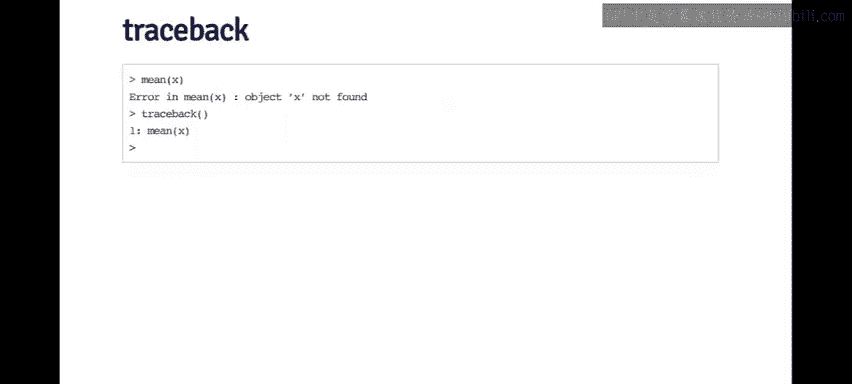 traceback
> mean(x)
Error in mean(x) : object 'x' not found
> traceback()
1: mean(x)
>